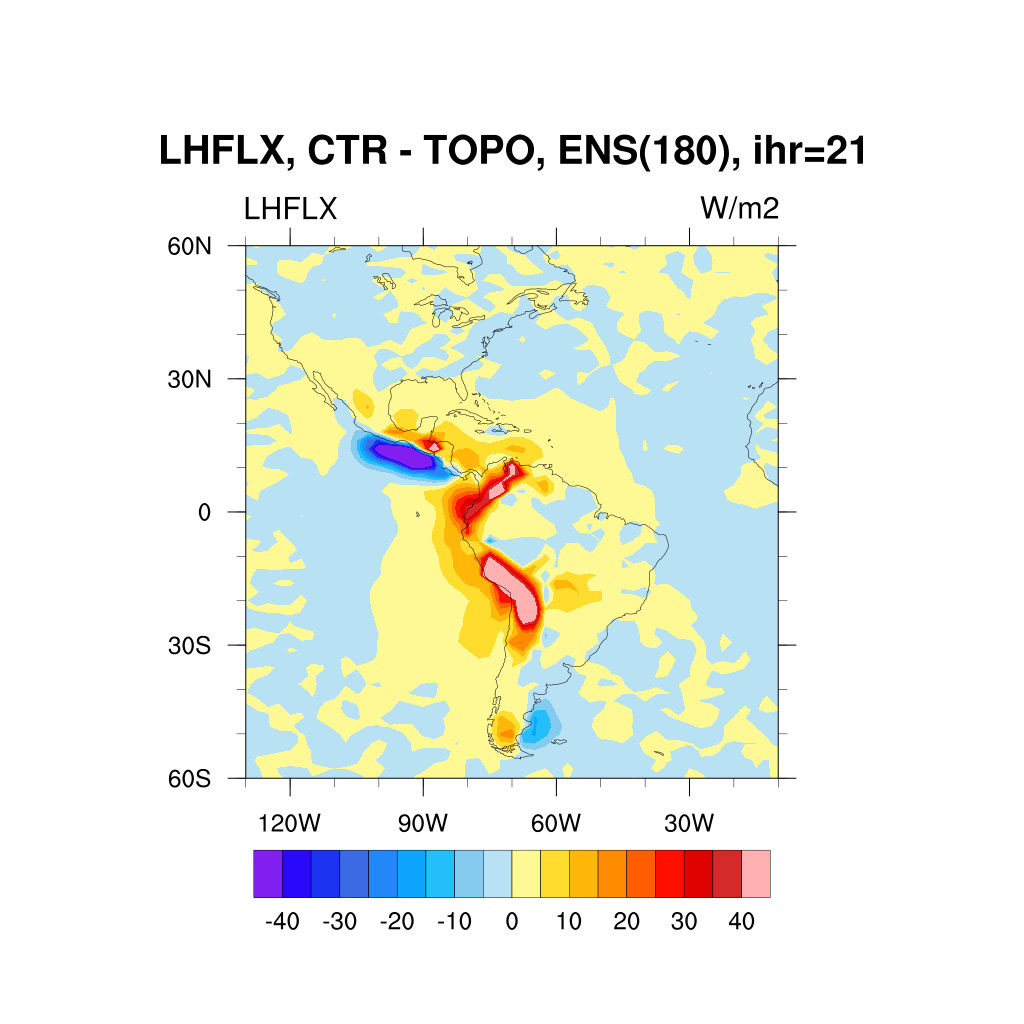 LHFLX, CTR - TOPO, ENS(180), ihr=21
LHFLX W/m2
60N
30N
0
30S
60S
120W 90W 60W 30W
-40 -30 -20 -10 0 10 20 30 40